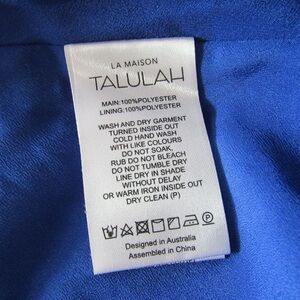 LA MAISON
TALULAH
MAIN:100%POLYESTER
LINING:100%POLYESTER
WASH AND DRY GARMENT
TURNED INSIDE OUT
COLD HAND WASH
WITH LIKE COLOURS
DO NOT SOAK,
RUB DO NOT BLEACH
DO NOT TUMBLE DRY
LINE DRY IN SHADE
WITHOUT DELAY
OR WARM IRON INSIDE OUT
DRY CLEAN (P)
P
Designed in Australia
Assembled in China